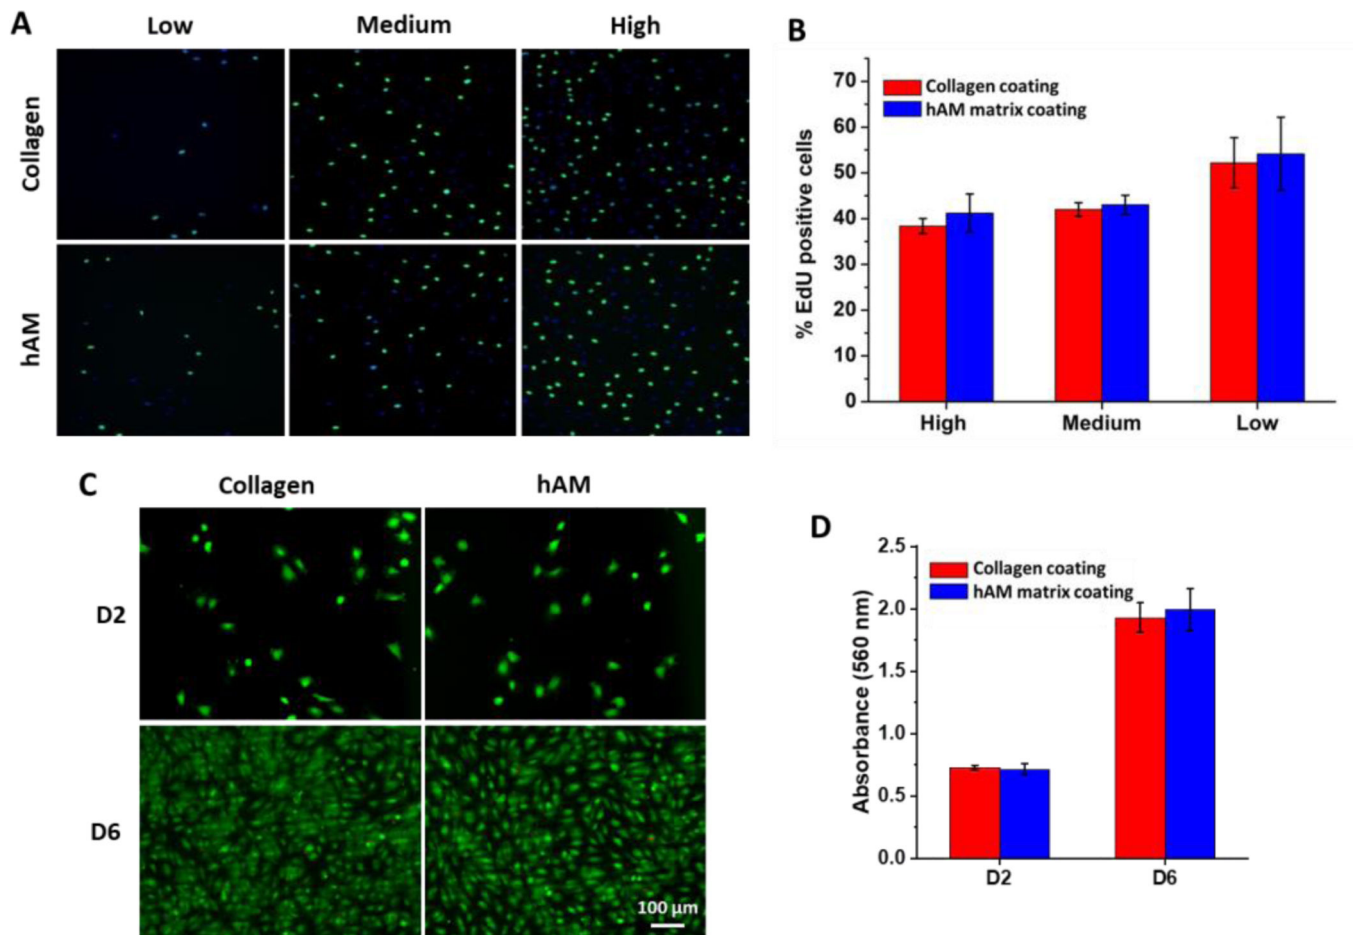 A
Low Medium High
Collagen
hAM
B
Collagen coating
hAM matrix coating
% EdU positive cells
70
60
50
40
30
20
10
0
High Medium Low
C
Collagen hAM
D2
D6
100 µm
D
Collagen coating
hAM matrix coating
Absorbance (560 nm)
2.5
2.0
1.5
1.0
0.5
0.0
D2 D6